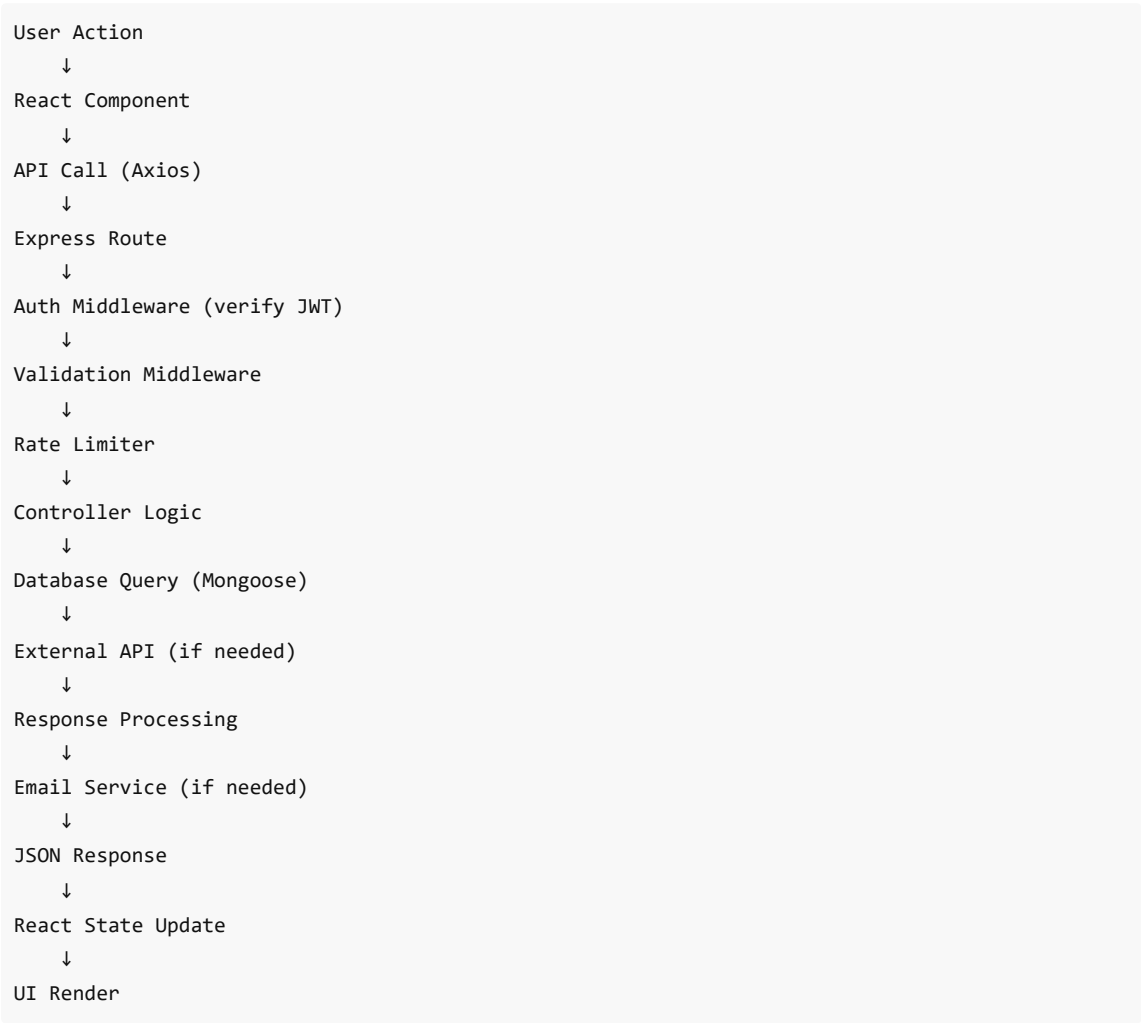 User Action
↓
React Component
↓
API Call (Axios)
↓
Express Route
↓
Auth Middleware (verify JWT)
↓
Validation Middleware
↓
Rate Limiter
↓
Controller Logic
↓
Database Query (Mongoose)
↓
External API (if needed)
↓
Response Processing
↓
Email Service (if needed)
↓
JSON Response
↓
React State Update
↓
UI Render